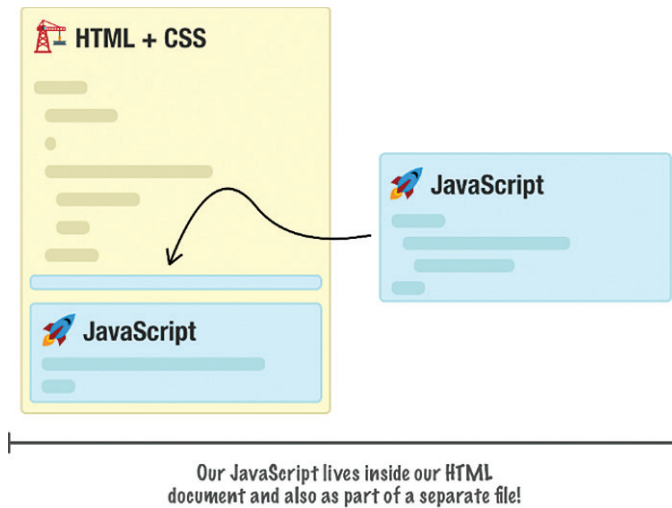 HTML + CSS
JavaScript
JavaScript
Our JavaScript lives inside our HTML
document and also as part of a separate file!